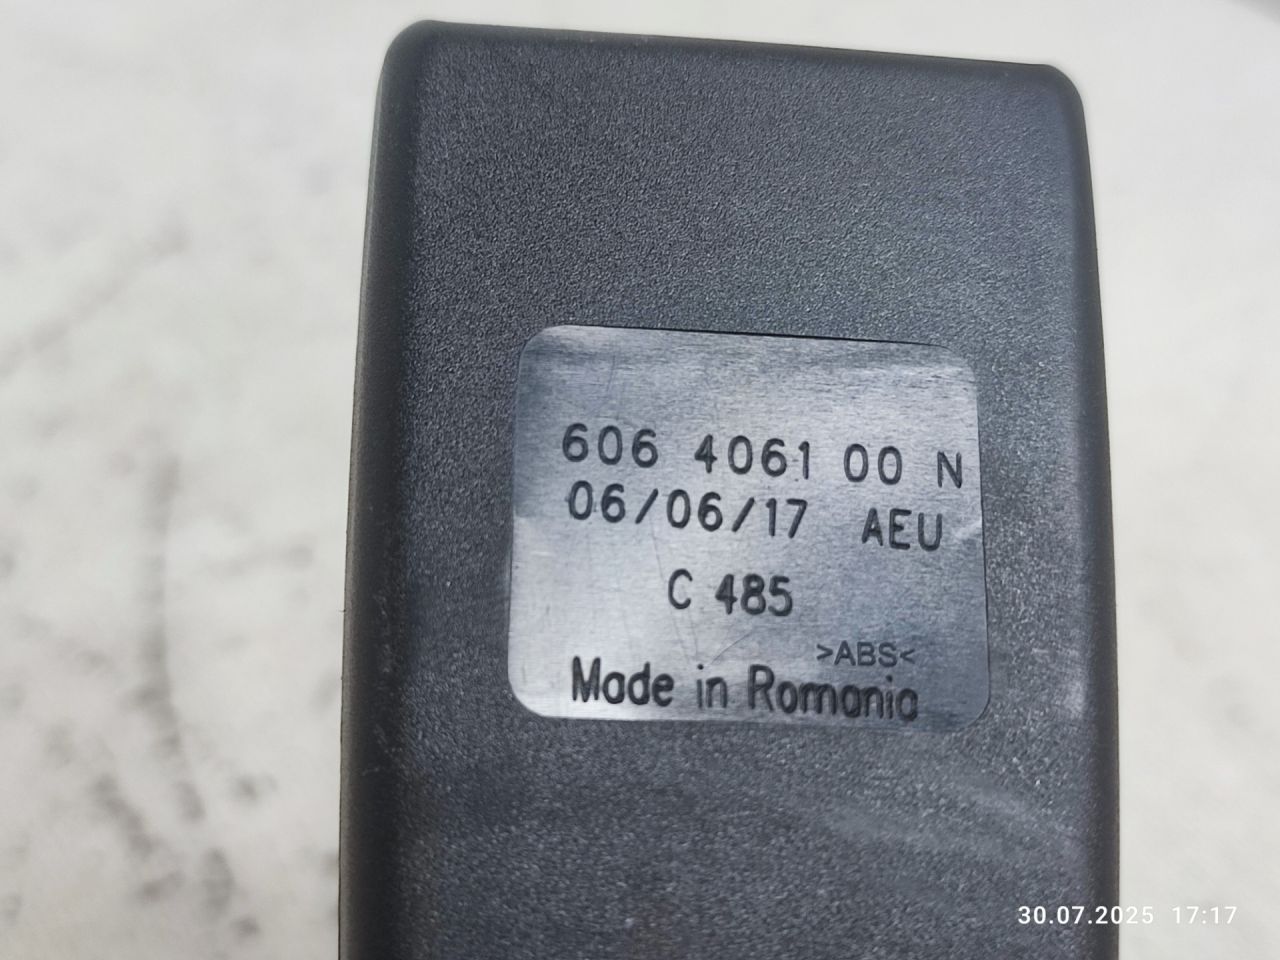 606 4061 00 N
06/06/17 AEU
C 485
>ABS<
Made in Romania
30.07.2025 17:17